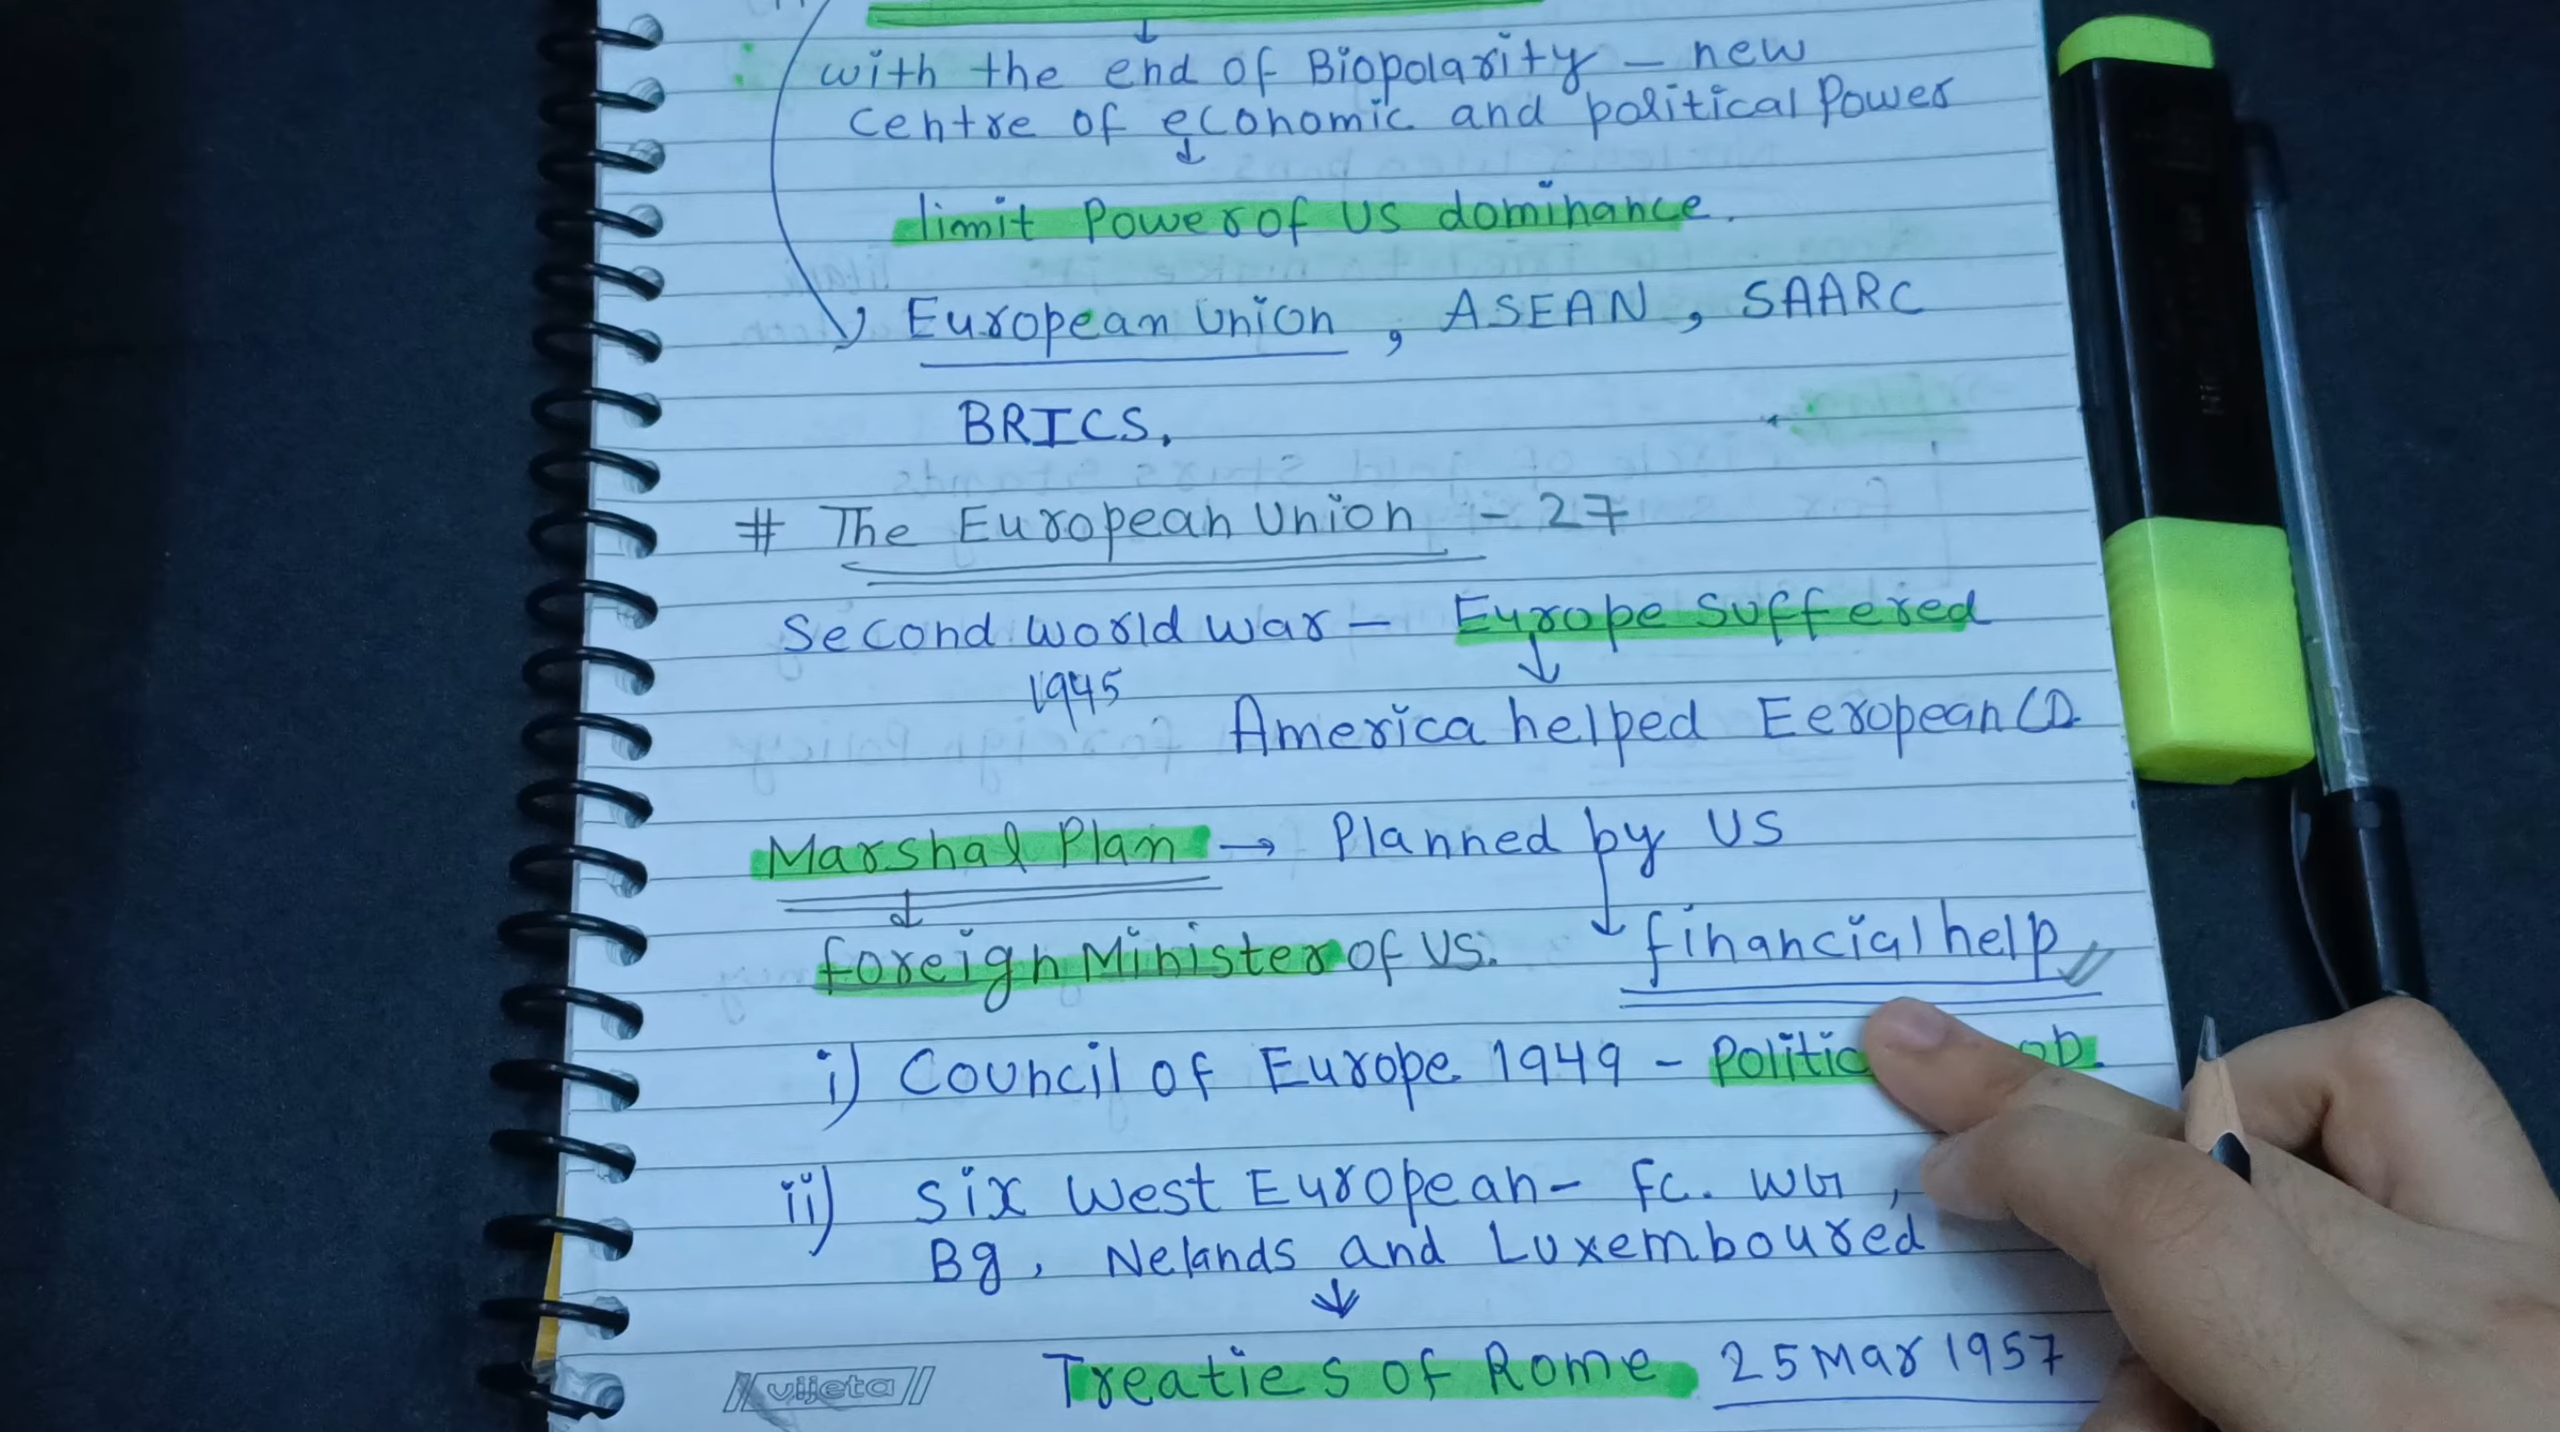 with the end of Biopolarity - new
centre of economic and political Power
limit Power of US dominance.
European Union, ASEAN, SAARC
BRICS.
# The European Union - 27
Second world war - Europe Suffered
1945
America helped Eeropean CO.
Marshal Plan → Planned by US
foreign Minister of US. financial help
i) Council of Europe 1949 - Politic
ii) Six West European - fc. WG,
Bg, Nelands and Luxemboured
Treaties of Rome 25 Mar 1957
vijeta